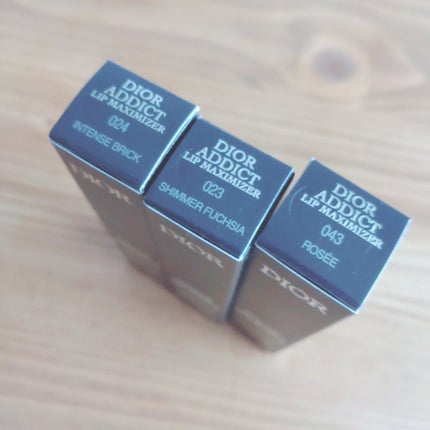 DIOR
ADDICT
LIP MAXIMIZER
024
INTENSE BRICK
DIOR
DIOR
ADDICT
LIP MAXIMIZER
023
SHIMMER FUCHSIA
DIOR
DIOR
ADDICT
LIP MAXIMIZER
043
ROSÉE
DIOR